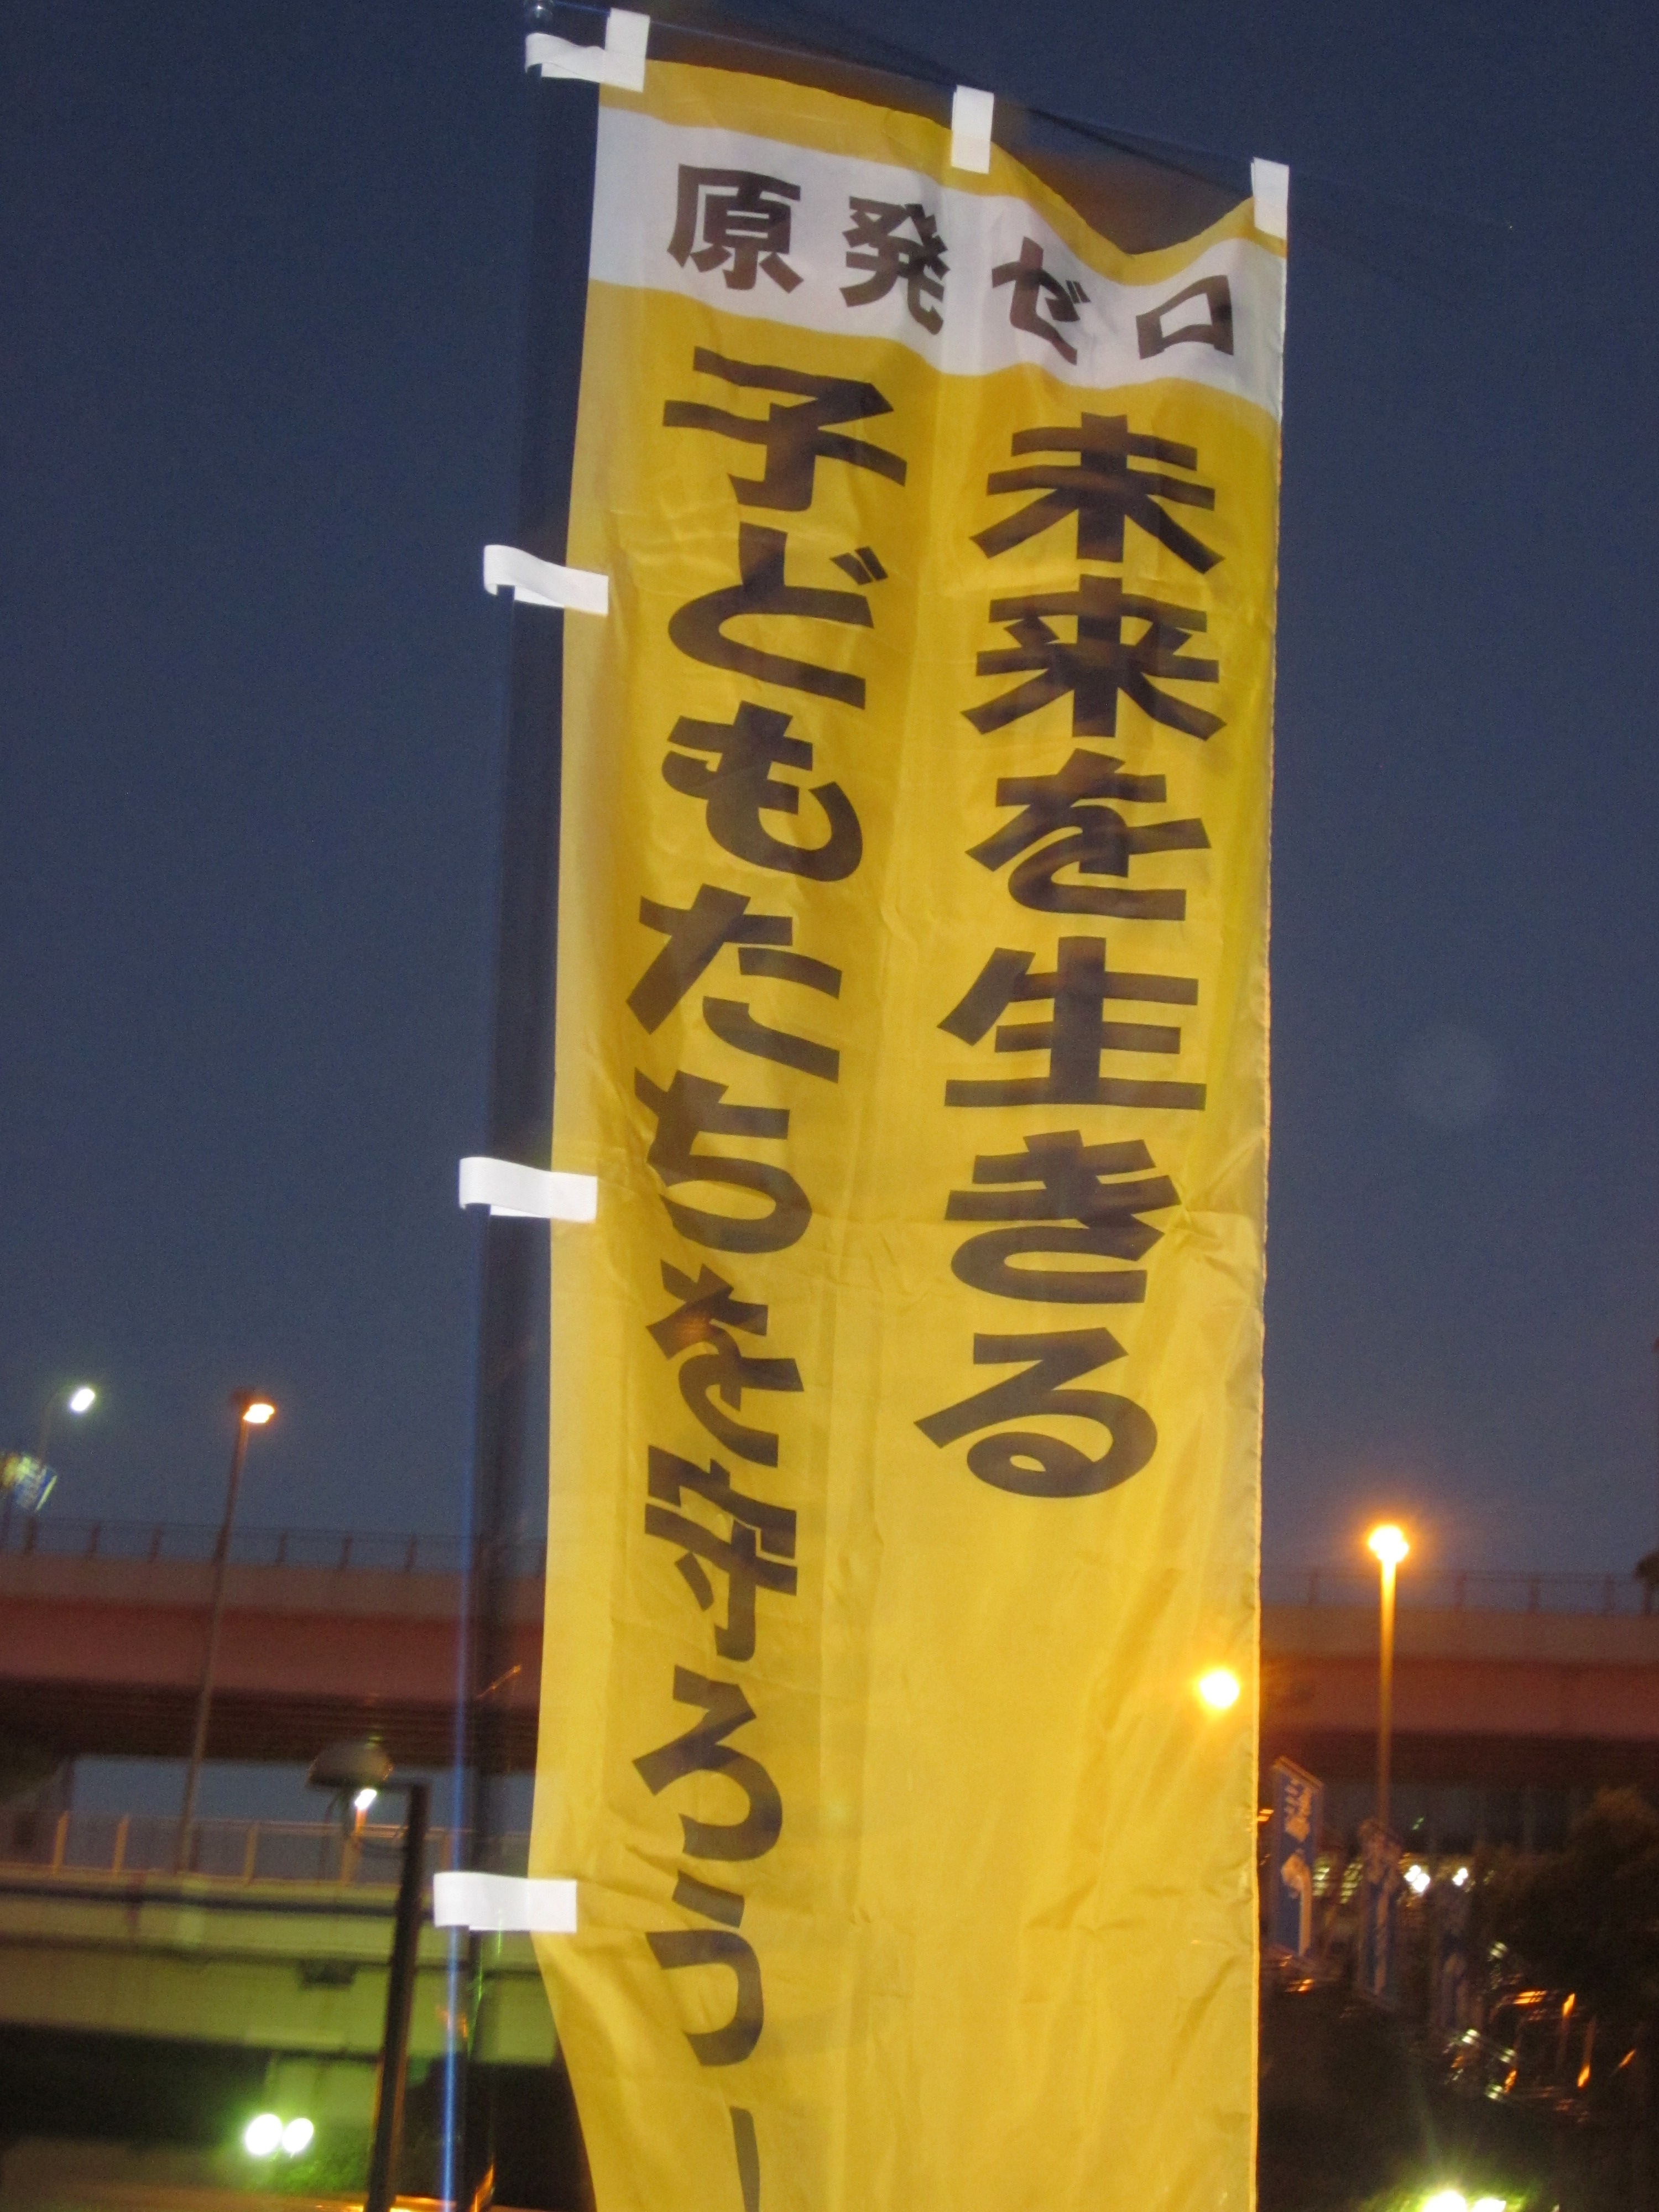 原発ゼロ
未来を生きる
子どもたちを守ろう